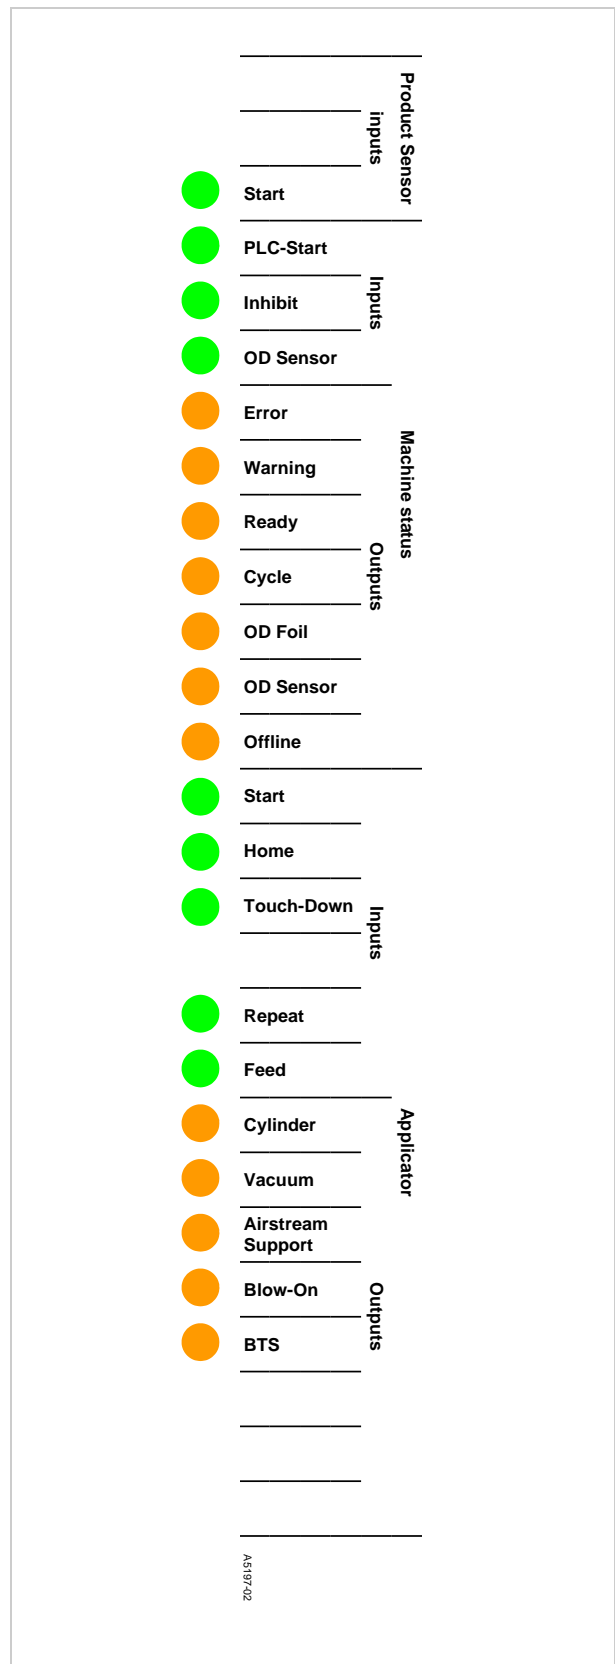 Product Sensor
inputs
Start
PLC-Start
Inputs
Inhibit
OD Sensor
Machine status
Error
Warning
Ready
Outputs
Cycle
OD Foil
OD Sensor
Offline
Start
Home
Touch-Down
Inputs
Repeat
Feed
Applicator
Cylinder
Vacuum
Airstream
Support
Outputs
Blow-On
BTS
A5197-02